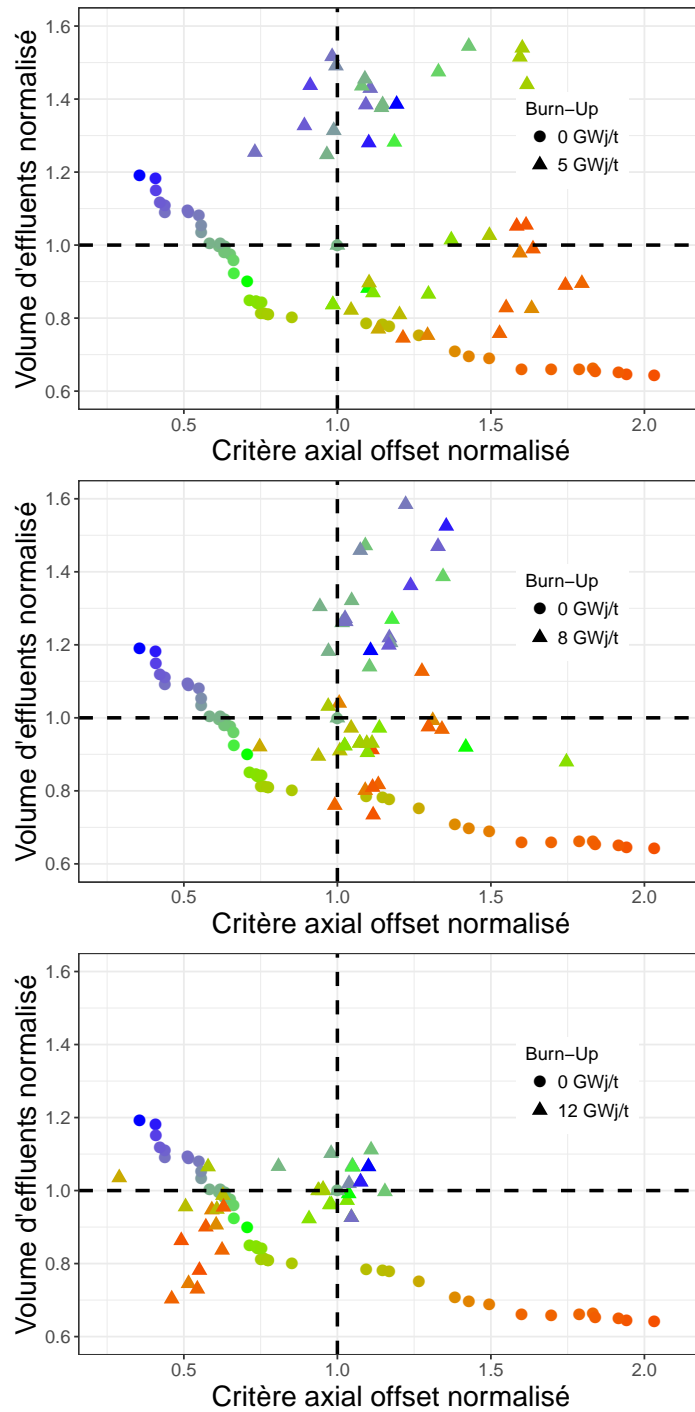 1.6
1.4
1.2
1.0
0.8
0.6
Volume d'effluents normalisé
Burn−Up
0 GWj/t
5 GWj/t
0.5
1.0
1.5
2.0
Critère axial offset normalisé
1.6
1.4
1.2
1.0
0.8
0.6
Volume d'effluents normalisé
Burn−Up
0 GWj/t
8 GWj/t
0.5
1.0
1.5
2.0
Critère axial offset normalisé
1.6
1.4
1.2
1.0
0.8
0.6
Volume d'effluents normalisé
Burn−Up
0 GWj/t
12 GWj/t
0.5
1.0
1.5
2.0
Critère axial offset normalisé